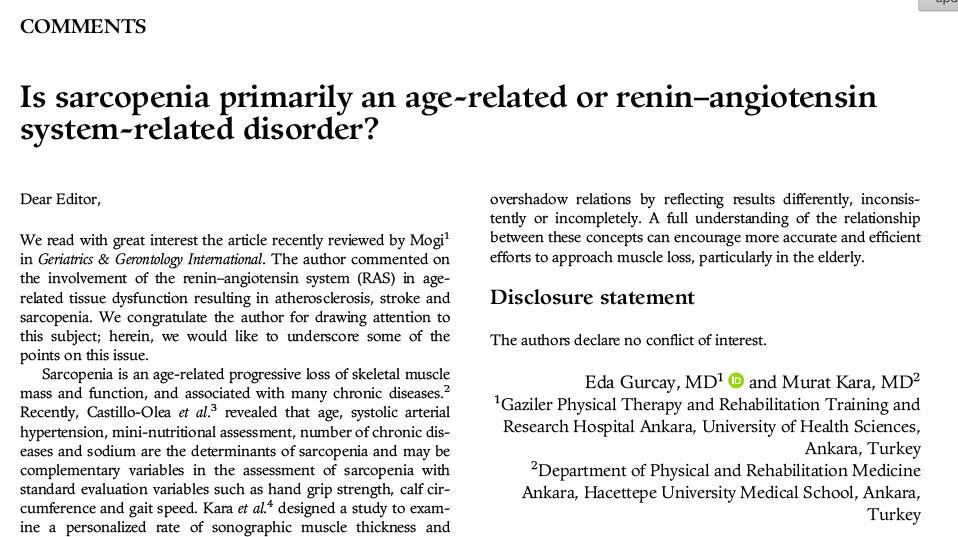 COMMENTS
Is sarcopenia primarily an age-related or renin–angiotensin
system-related disorder?
Dear Editor,
We read with great interest the article recently reviewed by Mogi¹
in Geriatrics & Gerontology International. The author commented on
the involvement of the renin–angiotensin system (RAS) in age-
related tissue dysfunction resulting in atherosclerosis, stroke and
sarcopenia. We congratulate the author for drawing attention to
this subject; herein, we would like to underscore some of the
points on this issue.
Sarcopenia is an age-related progressive loss of skeletal muscle
mass and function, and associated with many chronic diseases.²
Recently, Castillo-Olea et al.³ revealed that age, systolic arterial
hypertension, mini-nutritional assessment, number of chronic dis-
eases and sodium are the determinants of sarcopenia and may be
complementary variables in the assessment of sarcopenia with
standard evaluation variables such as hand grip strength, calf cir-
cumference and gait speed. Kara et al.⁴ designed a study to exam-
ine a personalized rate of sonographic muscle thickness and
overshadow relations by reflecting results differently, inconsis-
tently or incompletely. A full understanding of the relationship
between these concepts can encourage more accurate and efficient
efforts to approach muscle loss, particularly in the elderly.
Disclosure statement
The authors declare no conflict of interest.
Eda Gurcay, MD¹ iD and Murat Kara, MD²
¹Gaziler Physical Therapy and Rehabilitation Training and
Research Hospital Ankara, University of Health Sciences,
Ankara, Turkey
²Department of Physical and Rehabilitation Medicine
Ankara, Hacettepe University Medical School, Ankara,
Turkey